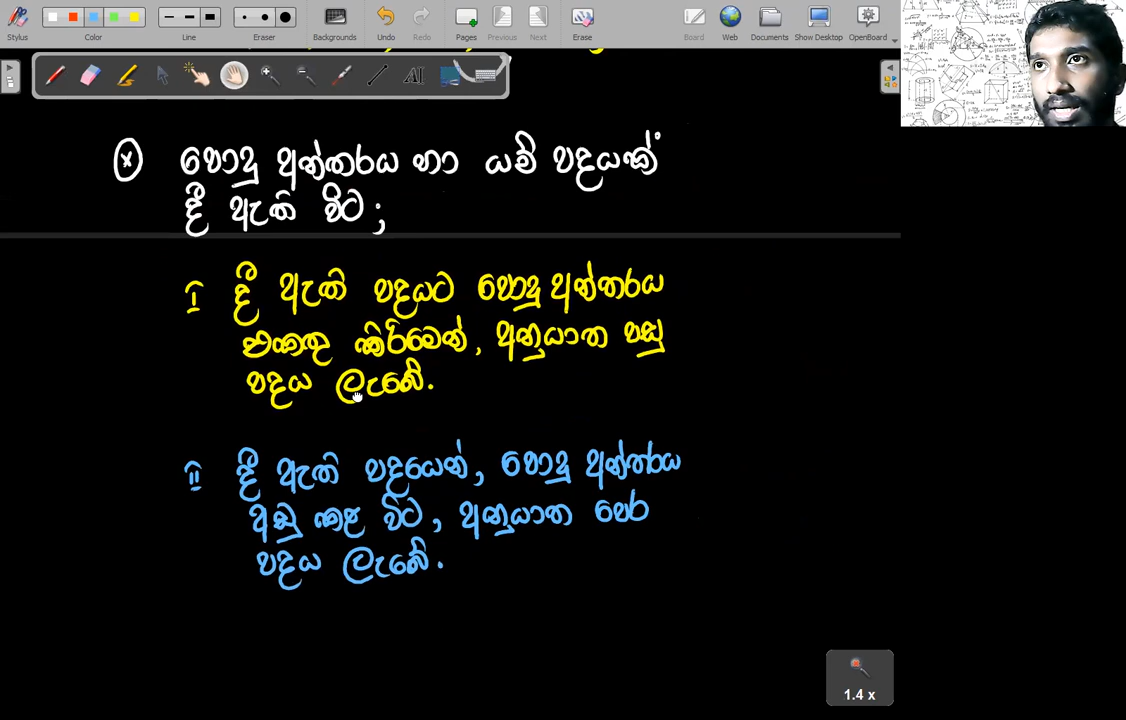 Stylus
Color
Line
Eraser
Backgrounds
Undo
Redo
Pages
Previous
Next
Erase
Board
Web
Documents
Show Desktop
OpenBoard
පොදු අන්තරය හා යම් පදයක්
දී ඇති විට;
I දී ඇති පදයට පොදු අන්තරය
එකතු කිරීමෙන්, අනුයාත පසු
පදය ලැබේ.
II දී ඇති පදයෙන්, පොදු අන්තරය
අඩු කළ විට, අනුයාත පෙර
පදය ලැබේ.
1.4 x